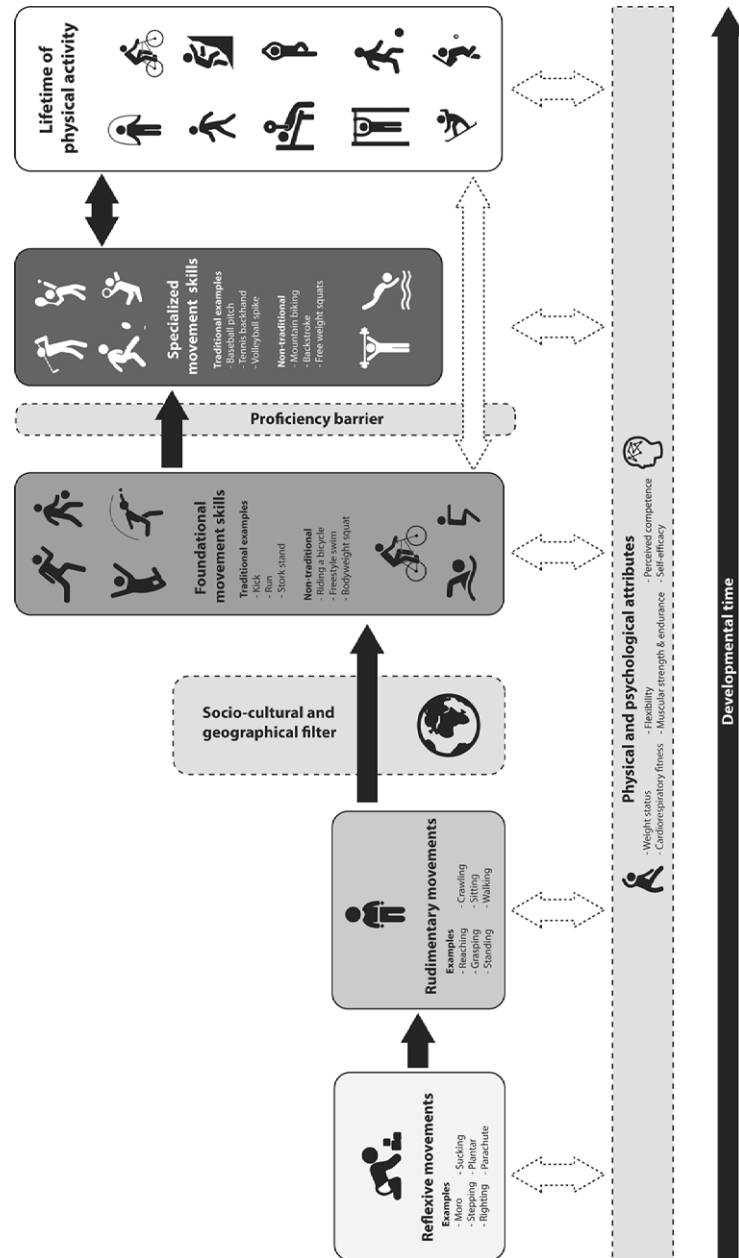 Reflexive movements
Examples
- Moro
- Stepping
- Righting
- Sucking
- Plantar
- Parachute
Rudimentary movements
Examples
- Reaching
- Grasping
- Standing
- Crawling
- Sitting
- Walking
Socio-cultural and
geographical filter
Foundational
movement skills
Traditional examples
- Kick
- Run
- Stork stand
Non-traditional
- Riding a bicycle
- Freestyle swim
- Bodyweight squat
Proficiency barrier
Specialized
movement skills
Traditional examples
- Baseball pitch
- Tennis backhand
- Volleyball spike
Non-traditional
- Mountain biking
- Backstroke
- Free weight squats
Lifetime of
physical activity
Physical and psychological attributes
- Weight status
- Cardiorespiratory fitness
- Flexibility
- Muscular strength & endurance
- Perceived competence
- Self-efficacy
Developmental time